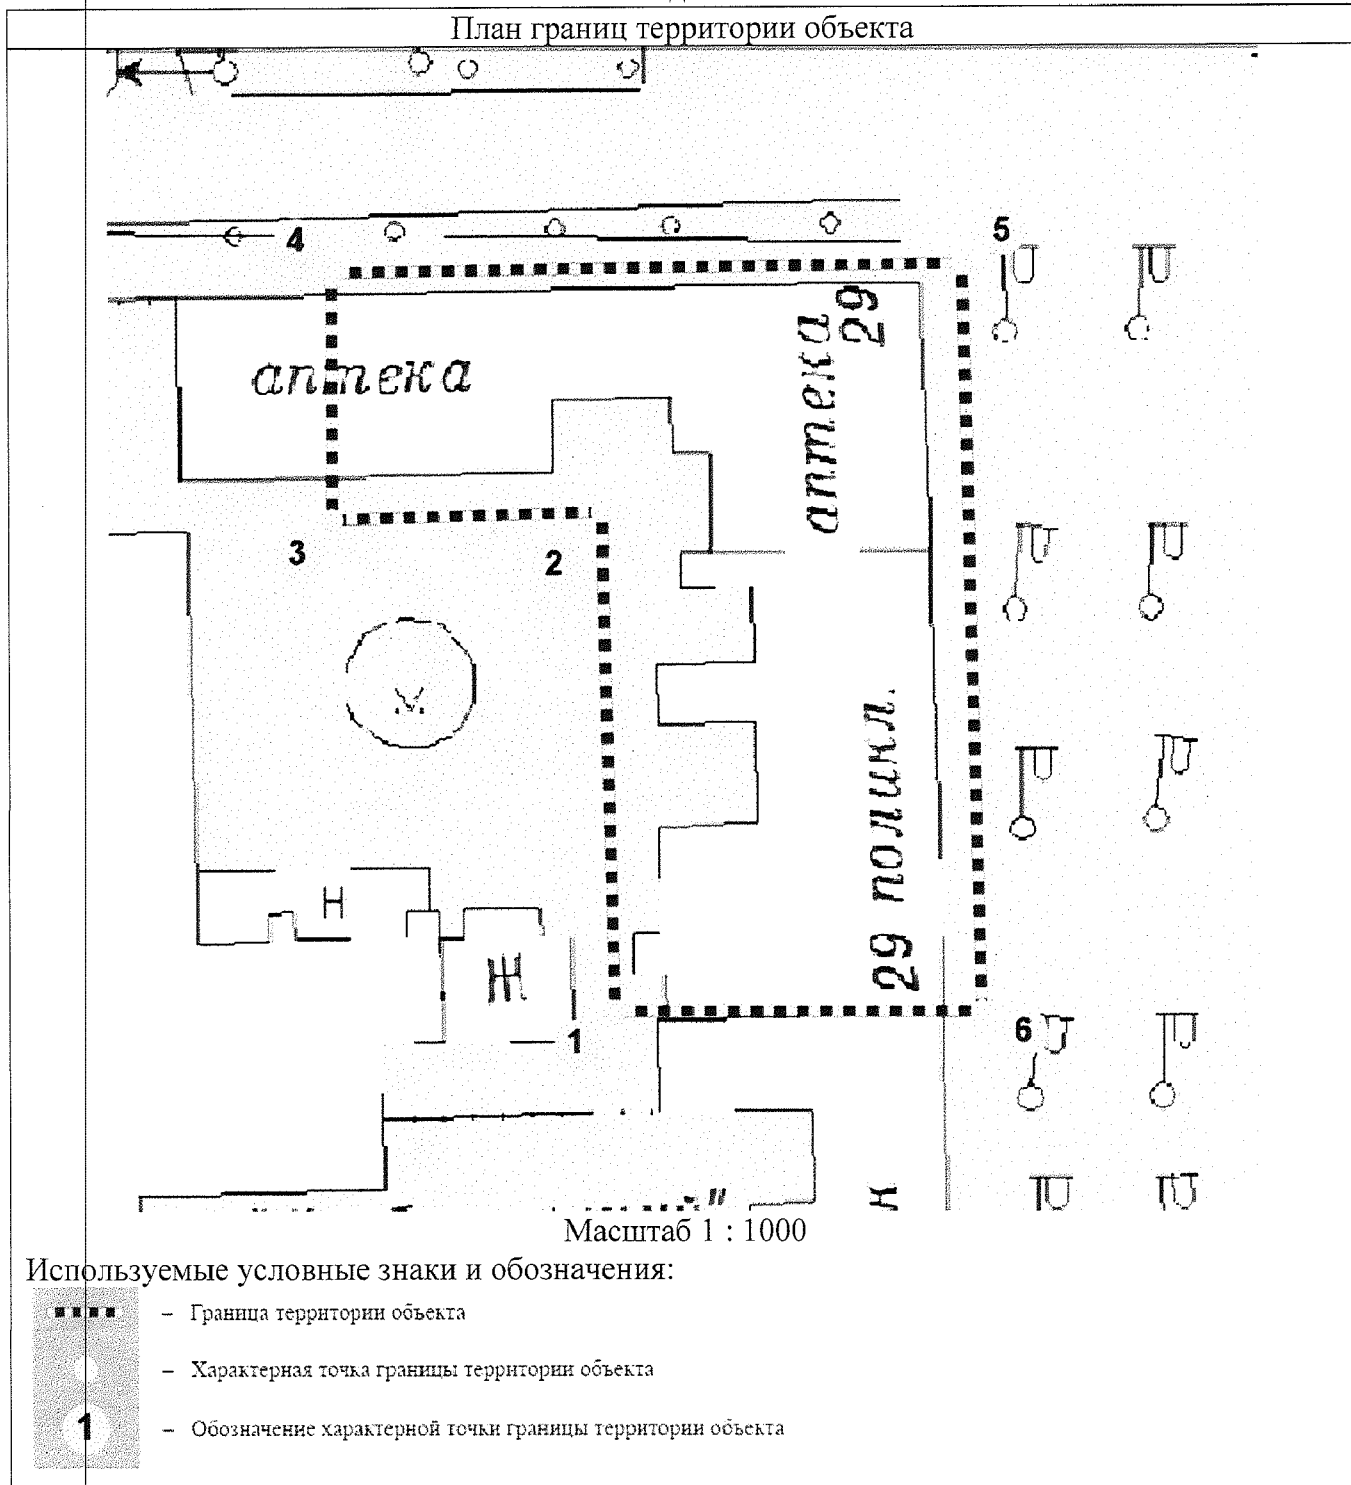 План границ территории объекта
4
5
аптека
аптека
29
3
2
29 поликл.
Н
Ж
1
6
к
Масштаб 1 : 1000
Используемые условные знаки и обозначения:
– Граница территории объекта
– Характерная точка границы территории объекта
1 – Обозначение характерной точки границы территории объекта